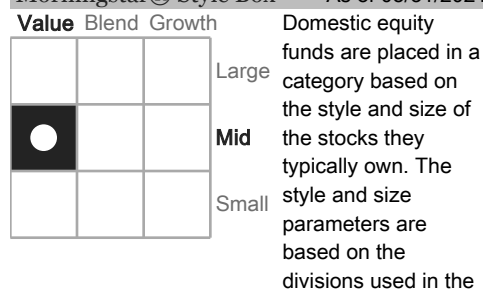 Value Blend Growth
Large
Mid
Small
Domestic equity
funds are placed in a
category based on
the style and size of
the stocks they
typically own. The
style and size
parameters are
based on the
divisions used in the